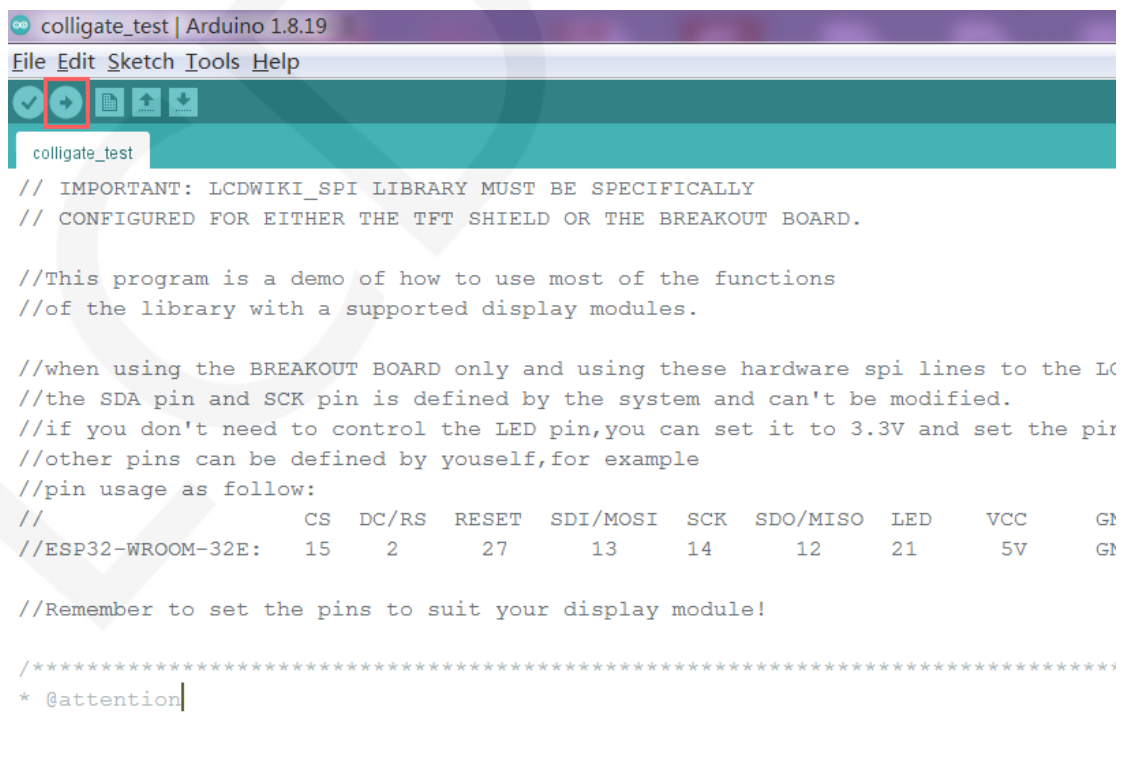 colligate_test | Arduino 1.8.19
File Edit Sketch Tools Help
colligate_test
// IMPORTANT: LCDWIKI_SPI LIBRARY MUST BE SPECIFICALLY
// CONFIGURED FOR EITHER THE TFT SHIELD OR THE BREAKOUT BOARD.
//This program is a demo of how to use most of the functions
//of the library with a supported display modules.
//when using the BREAKOUT BOARD only and using these hardware spi lines to the
//the SDA pin and SCK pin is defined by the system and can't be modified.
//if you don't need to control the LED pin,you can set it to 3.3V and set the
//other pins can be defined by youself,for example
//pin usage as follow:
// CS DC/RS RESET SDI/MOSI SCK SDO/MISO LED VCC
//ESP32-WROOM-32E: 15 2 27 13 14 12 21 5V
//Remember to set the pins to suit your display module!
/********************************************************************************
* @attention